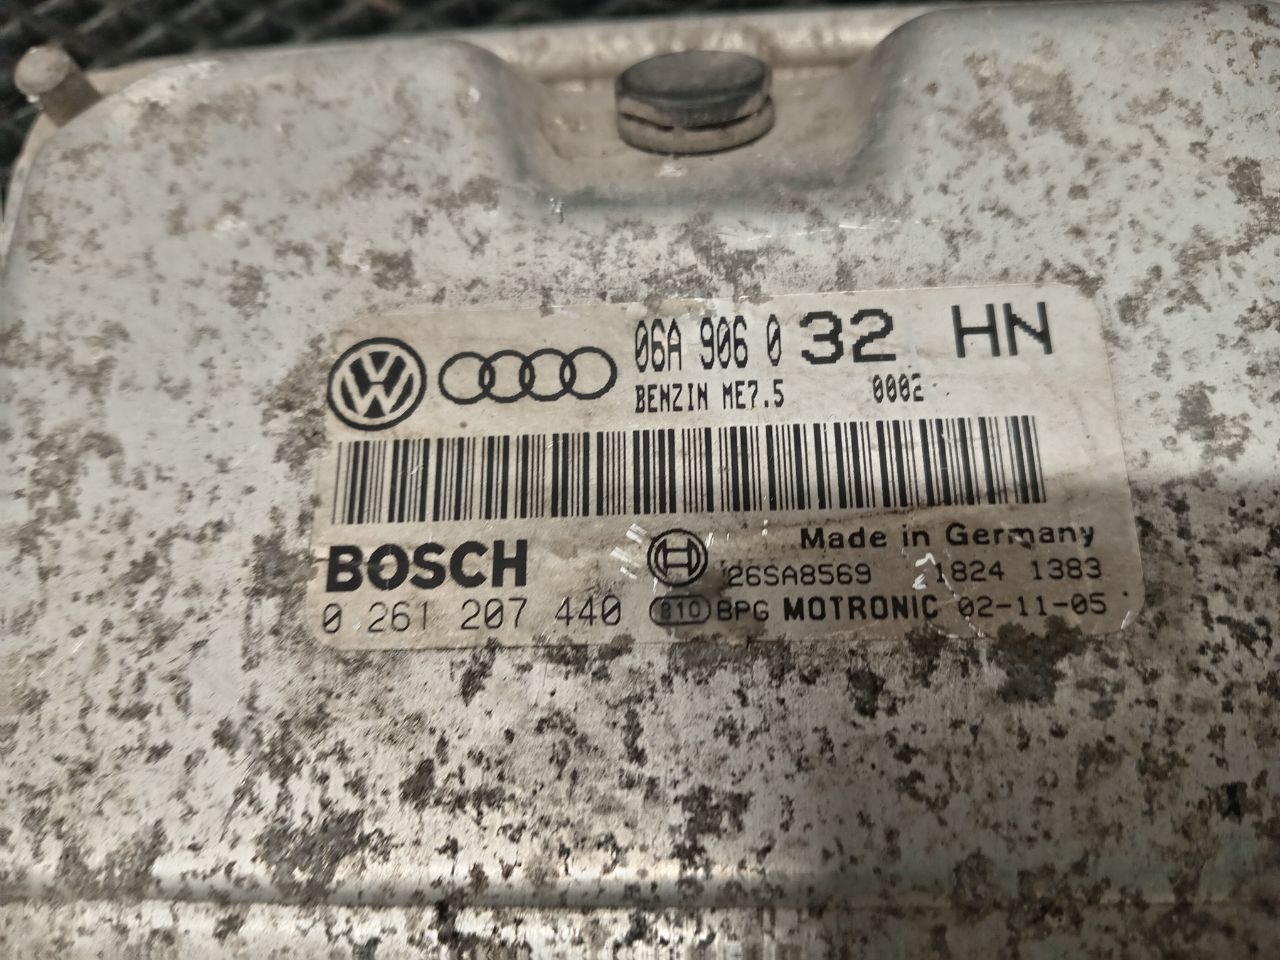 06A 906 032 HN
BENZIN ME7.5 0002
Made in Germany
BOSCH
26SA8569 1824 1383
0 261 207 440 810 BPG MOTRONIC 02-11-05